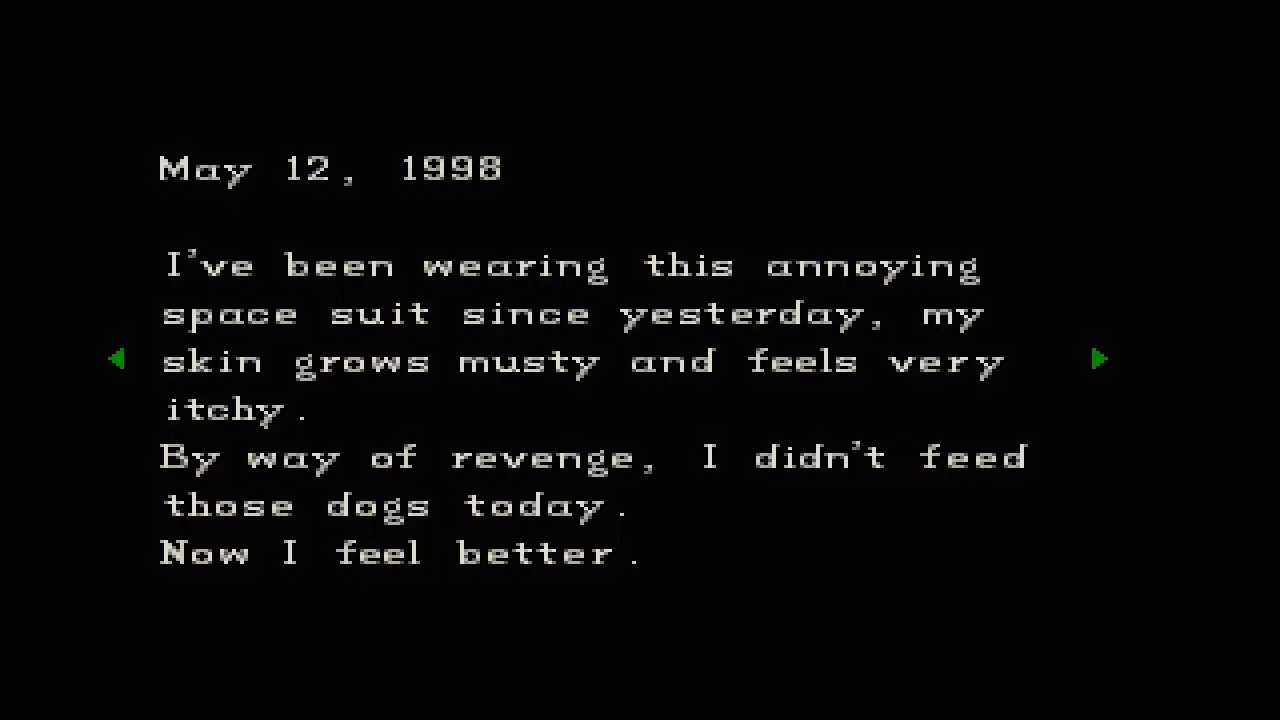 May 12, 1998
I've been wearing this annoying
space suit since yesterday, my
skin grows musty and feels very
itchy.
By way of revenge, I didn't feed
those dogs today.
Now I feel better.